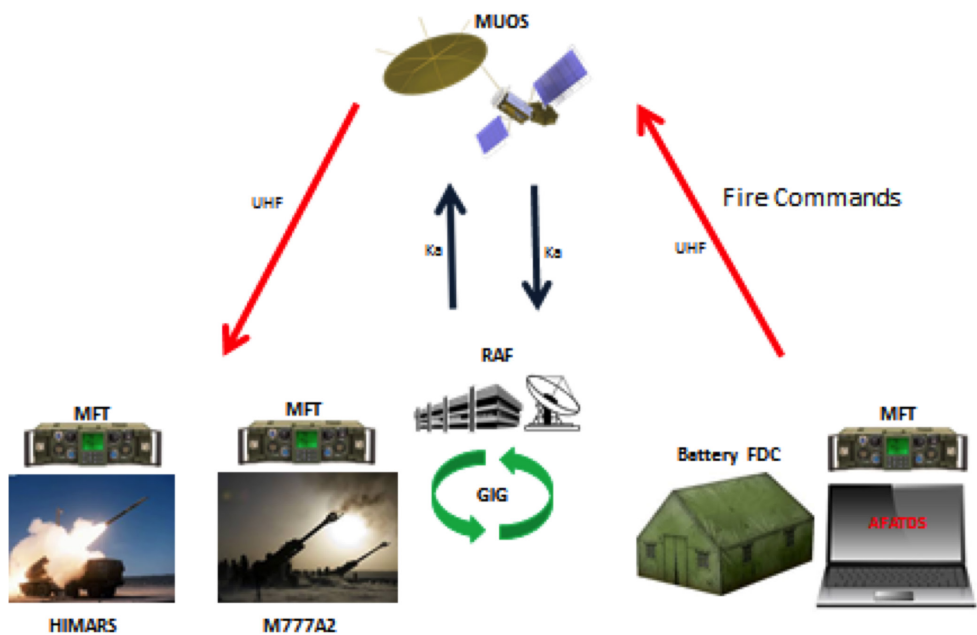 MUOS
UHF
Fire Commands
Ka
Ka
UHF
RAF
MFT
MFT
MFT
Battery FDC
GIG
AFATDS
HIMARS
M777A2